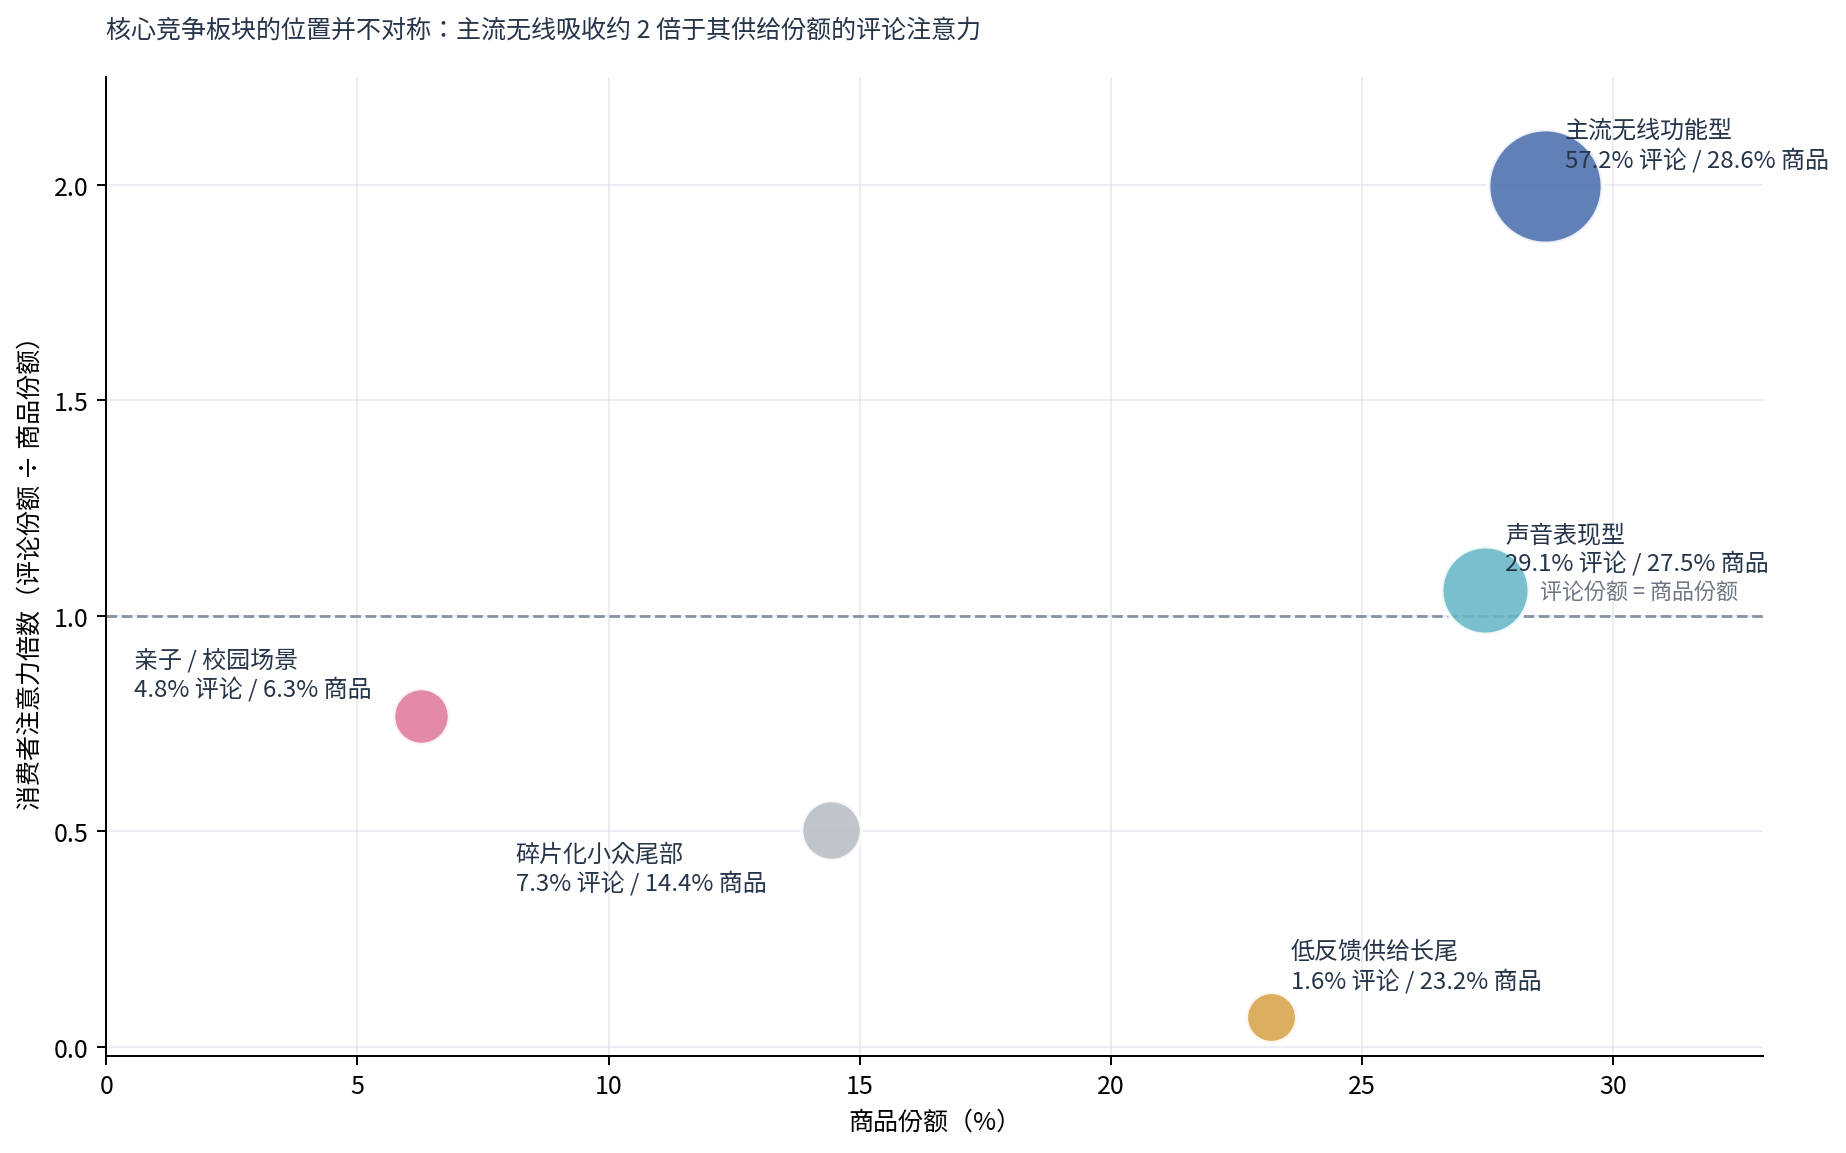 核心竞争板块的位置并不对称：主流无线吸收约 2 倍于其供给份额的评论注意力
消费者注意力倍数（评论份额 ÷ 商品份额）
2.0
1.5
1.0
0.5
0.0
主流无线功能型
57.2% 评论 / 28.6% 商品
声音表现型
29.1% 评论 / 27.5% 商品
评论份额 = 商品份额
亲子 / 校园场景
4.8% 评论 / 6.3% 商品
碎片化小众尾部
7.3% 评论 / 14.4% 商品
低反馈供给长尾
1.6% 评论 / 23.2% 商品
0 5 10 15 20 25 30
商品份额（%）